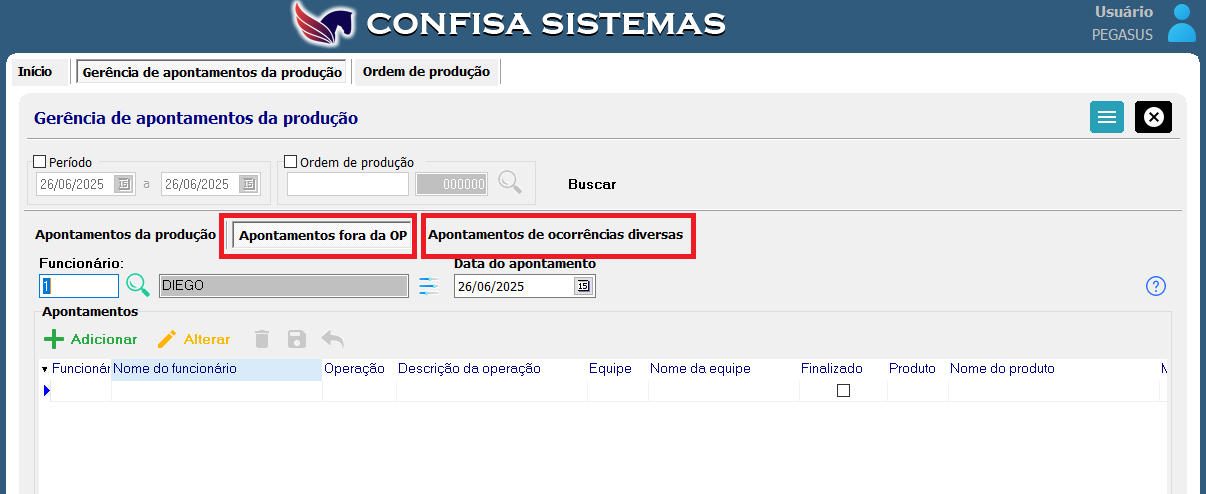 CONFISA SISTEMAS
Usuário
PEGASUS
Início
Gerência de apontamentos da produção
Ordem de produção
Gerência de apontamentos da produção
Período
Ordem de produção
26/06/2025 a 26/06/2025
000000
Buscar
Apontamentos da produção
Apontamentos fora da OP
Apontamentos de ocorrências diversas
Funcionário:
Data do apontamento
1
DIEGO
26/06/2025
Apontamentos
Adicionar
Alterar
Funcionár Nome do funcionário Operação Descrição da operação Equipe Nome da equipe Finalizado Produto Nome do produto